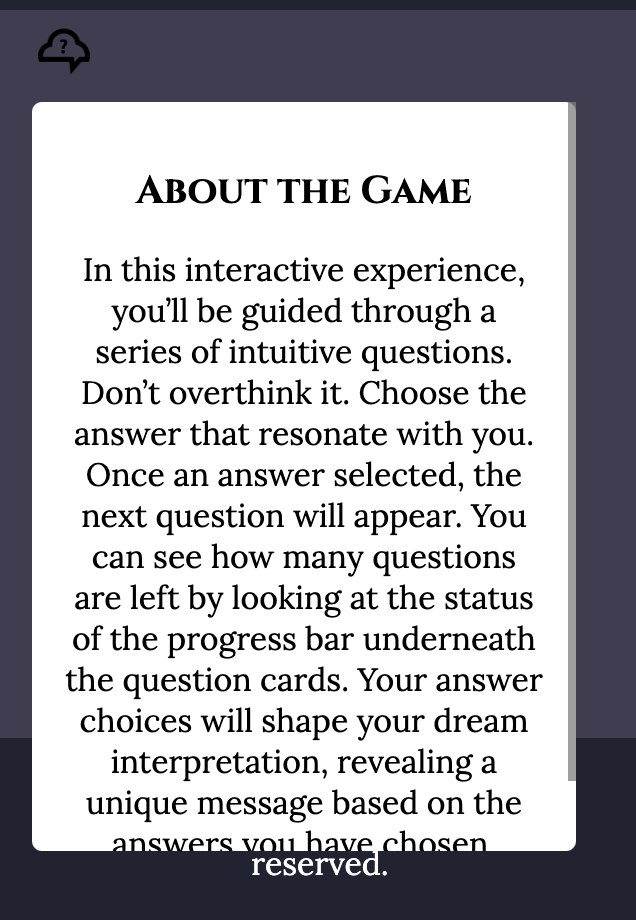 ?
About the Game
In this interactive experience,
you’ll be guided through a
series of intuitive questions.
Don’t overthink it. Choose the
answer that resonate with you.
Once an answer selected, the
next question will appear. You
can see how many questions
are left by looking at the status
of the progress bar underneath
the question cards. Your answer
choices will shape your dream
interpretation, revealing a
unique message based on the
answers you have chosen
reserved.